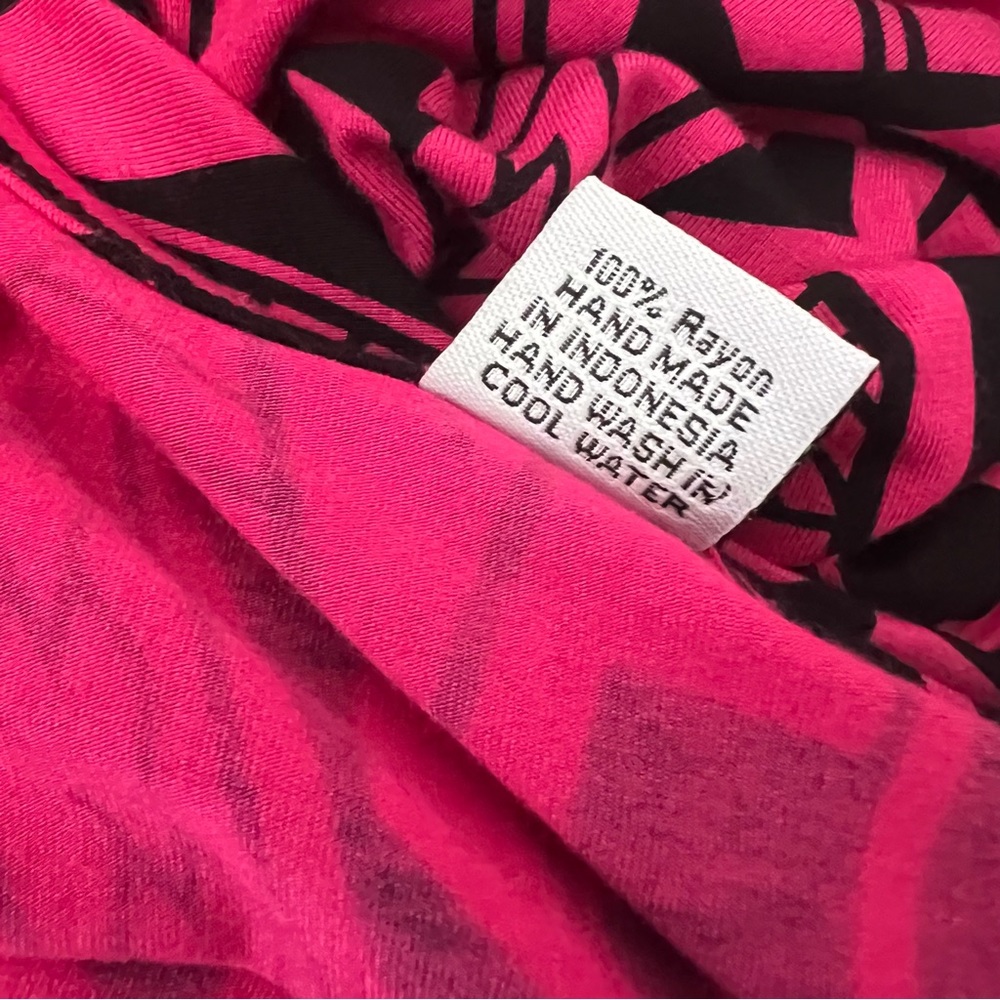 100% Rayon
HAND MADE
IN INDONESIA
HAND WASH IN
COOL WATER